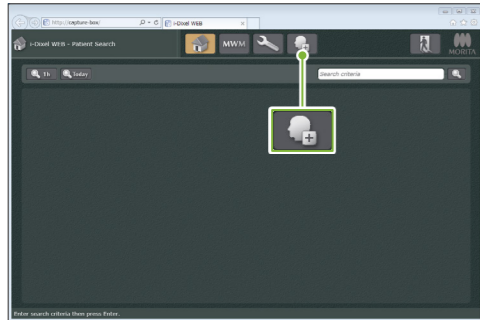 http://capture-box/
i-Dixel WEB
i-Dixel WEB - Patient Search
MWM
MORITA
1h
Today
Search criteria
Enter search criteria then press Enter.